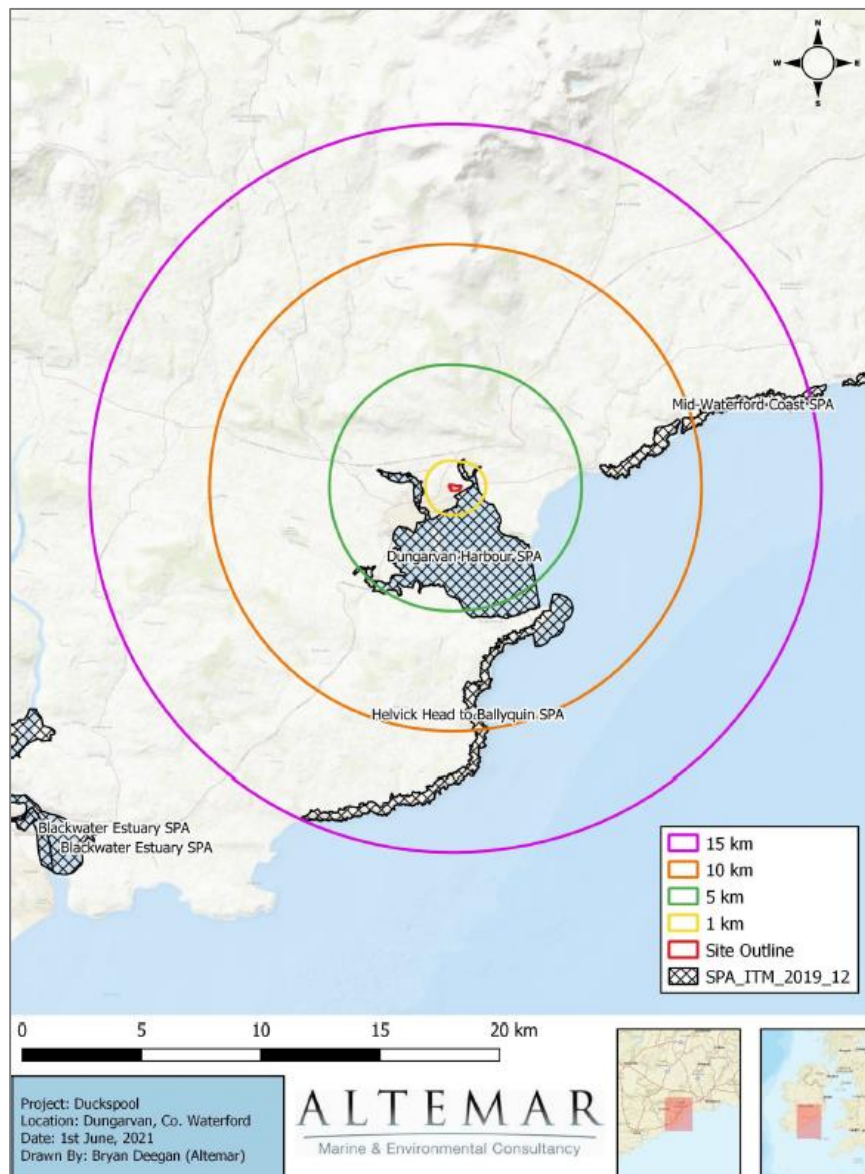 N
W E
S
Mid-Waterford Coast SPA
Dungarvan Harbour SPA
Helvick Head to Ballyquin SPA
Blackwater Estuary SPA
Blackwater Estuary SPA
15 km
10 km
5 km
1 km
Site Outline
SPA_ITM_2019_12
0 5 10 15 20 km
Project: Duckspool
Location: Dungarvan, Co. Waterford
Date: 1st June, 2021
Drawn By: Bryan Deegan (Altemar)
ALTEMAR
Marine & Environmental Consultancy